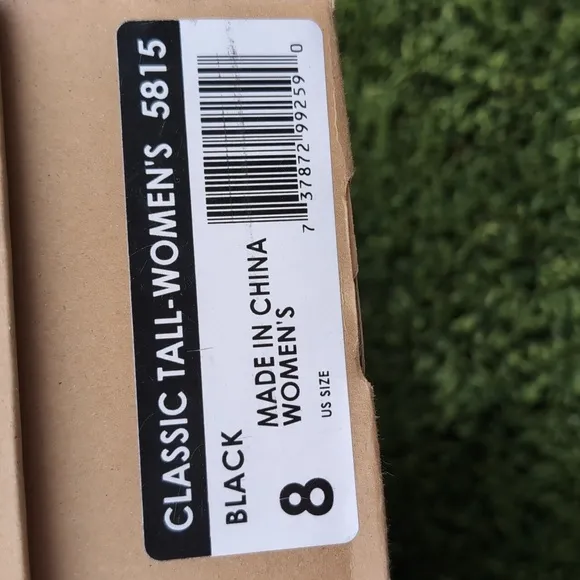 CLASSIC TALL-WOMEN'S 5815
BLACK
7 37872 99259 0
MADE IN CHINA
WOMEN'S
8
US SIZE